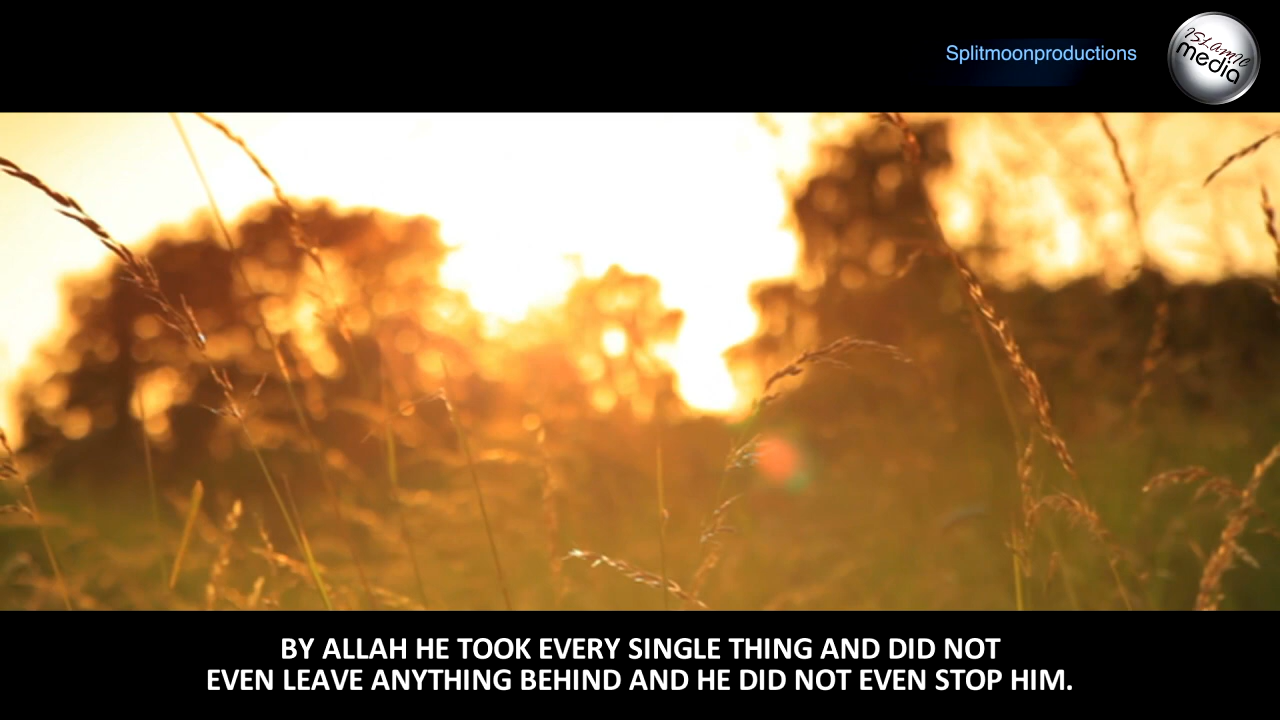 Splitmoonproductions
ISLAMIC
media
BY ALLAH HE TOOK EVERY SINGLE THING AND DID NOT
EVEN LEAVE ANYTHING BEHIND AND HE DID NOT EVEN STOP HIM.